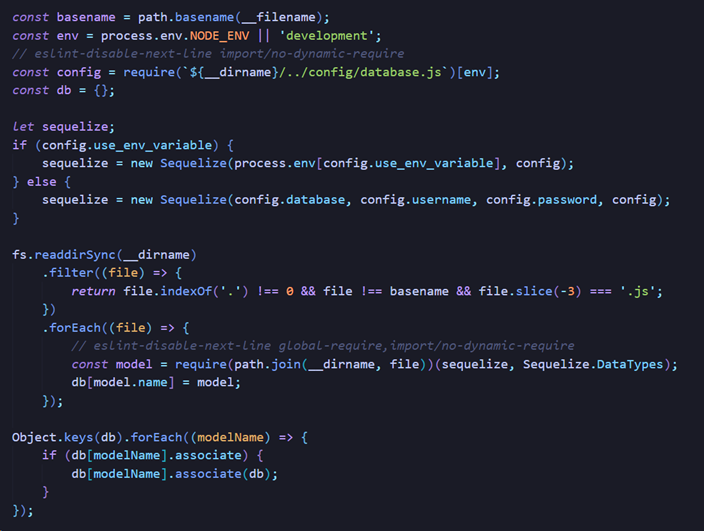 const basename = path.basename(__filename);
const env = process.env.NODE_ENV || 'development';
// eslint-disable-next-line import/no-dynamic-require
const config = require(`${__dirname}/../config/database.js`)[env];
const db = {};

let sequelize;
if (config.use_env_variable) {
    sequelize = new Sequelize(process.env[config.use_env_variable], config);
} else {
    sequelize = new Sequelize(config.database, config.username, config.password, config);
}

fs.readdirSync(__dirname)
    .filter((file) => {
        return file.indexOf('.') !== 0 && file !== basename && file.slice(-3) === '.js';
    })
    .forEach((file) => {
        // eslint-disable-next-line global-require,import/no-dynamic-require
        const model = require(path.join(__dirname, file))(sequelize, Sequelize.DataTypes);
        db[model.name] = model;
    });

Object.keys(db).forEach((modelName) => {
    if (db[modelName].associate) {
        db[modelName].associate(db);
    }
});